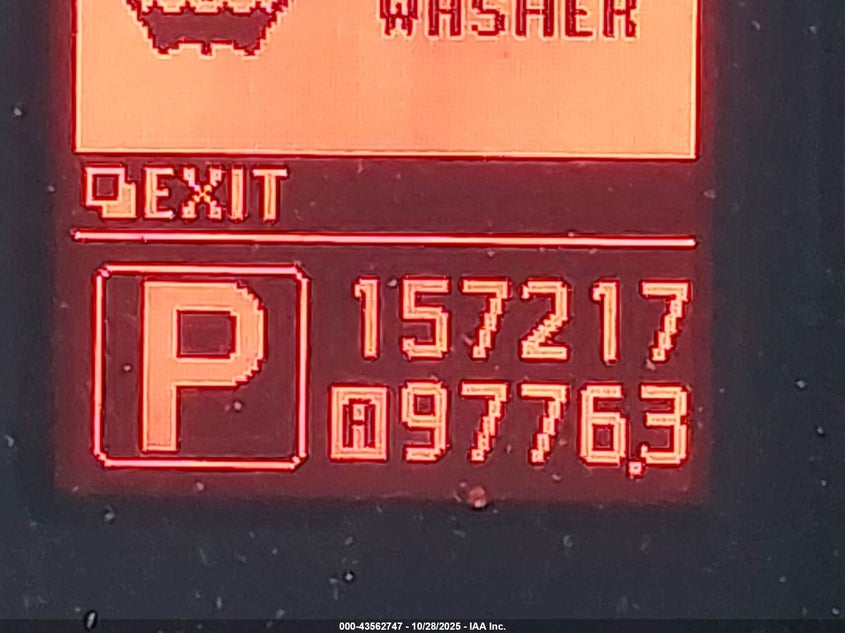 WASHER
EXIT
P
157217
A 9776.3
000-43562747 - 10/28/2025 - IAA Inc.